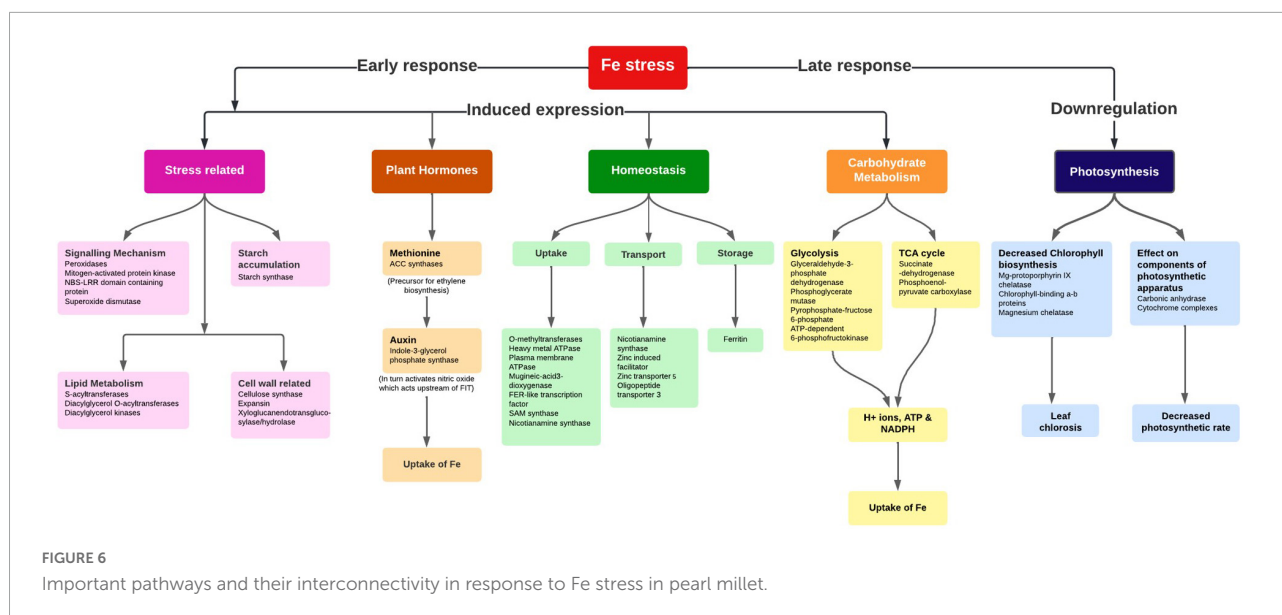 Early response
Fe stress
Late response
Induced expression
Downregulation
Stress related
Plant Hormones
Homeostasis
Carbohydrate
Metabolism
Photosynthesis
Signalling Mechanism
Peroxidases
Mitogen-activated protein kinase
NBS-LRR domain containing
protein
Superoxide dismutase
Starch
accumulation
Starch synthase
Lipid Metabolism
S-acyltransferases
Diacylglycerol O-acyltransferases
Diacylglycerol kinases
Cell wall related
Cellulose synthase
Expansin
Xyloglucanendotransgluco-
sylase/hydrolase
Methionine
ACC synthases
(Precursor for ethylene
biosynthesis)
Auxin
Indole-3-glycerol
phosphate synthase
(In turn activates nitric oxide
which acts upstream of FIT)
Uptake of Fe
Uptake
O-methyltransferases
Heavy metal ATPase
Plasma membrane
ATPase
Mugineic-acid3-
dioxygenase
FER-like transcription
factor
SAM synthase
Nicotianamine synthase
Transport
Nicotianamine
synthase
Zinc induced
facilitator
Zinc transporter 5
Oligopeptide
transporter 3
Storage
Ferritin
Glycolysis
Glyceraldehyde-3-
phosphate
dehydrogenase
Phosphoglycerate
mutase
Pyrophosphate-fructose
6-phosphate
ATP-dependent
6-phosphofructokinase
TCA cycle
Succinate
-dehydrogenase
Phosphoenol-
pyruvate carboxylase
H+ ions, ATP &
NADPH
Uptake of Fe
Decreased Chlorophyll
biosynthesis
Mg-protoporphyrin IX
chelatase
Chlorophyll-binding a-b
proteins
Magnesium chelatase
Leaf
chlorosis
Effect on
components of
photosynthetic
apparatus
Carbonic anhydrase
Cytochrome complexes
Decreased
photosynthetic rate
FIGURE 6
Important pathways and their interconnectivity in response to Fe stress in pearl millet.